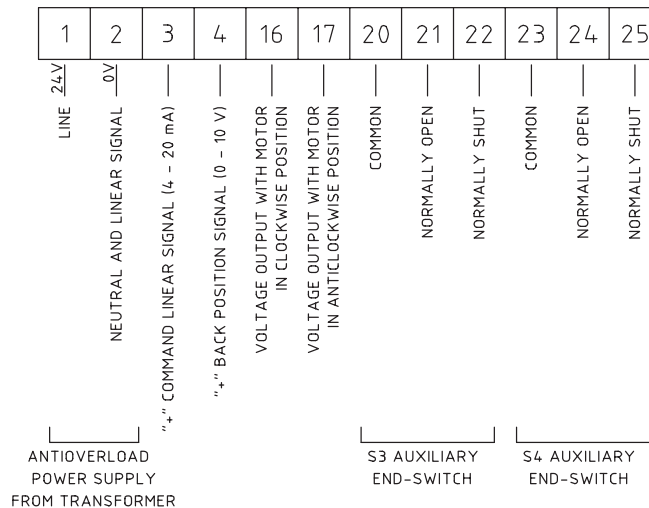 1 2 3 4 16 17 20 21 22 23 24 25
24V
LINE
0V
NEUTRAL AND LINEAR SIGNAL
"+" COMMAND LINEAR SIGNAL (4 - 20 mA)
"+" BACK POSITION SIGNAL (0 - 10 V)
VOLTAGE OUTPUT WITH MOTOR
IN CLOCKWISE POSITION
VOLTAGE OUTPUT WITH MOTOR
IN ANTICLOCKWISE POSITION
COMMON
NORMALLY OPEN
NORMALLY SHUT
COMMON
NORMALLY OPEN
NORMALLY SHUT
ANTIOVERLOAD
POWER SUPPLY
FROM TRANSFORMER
S3 AUXILIARY
END-SWITCH
S4 AUXILIARY
END-SWITCH